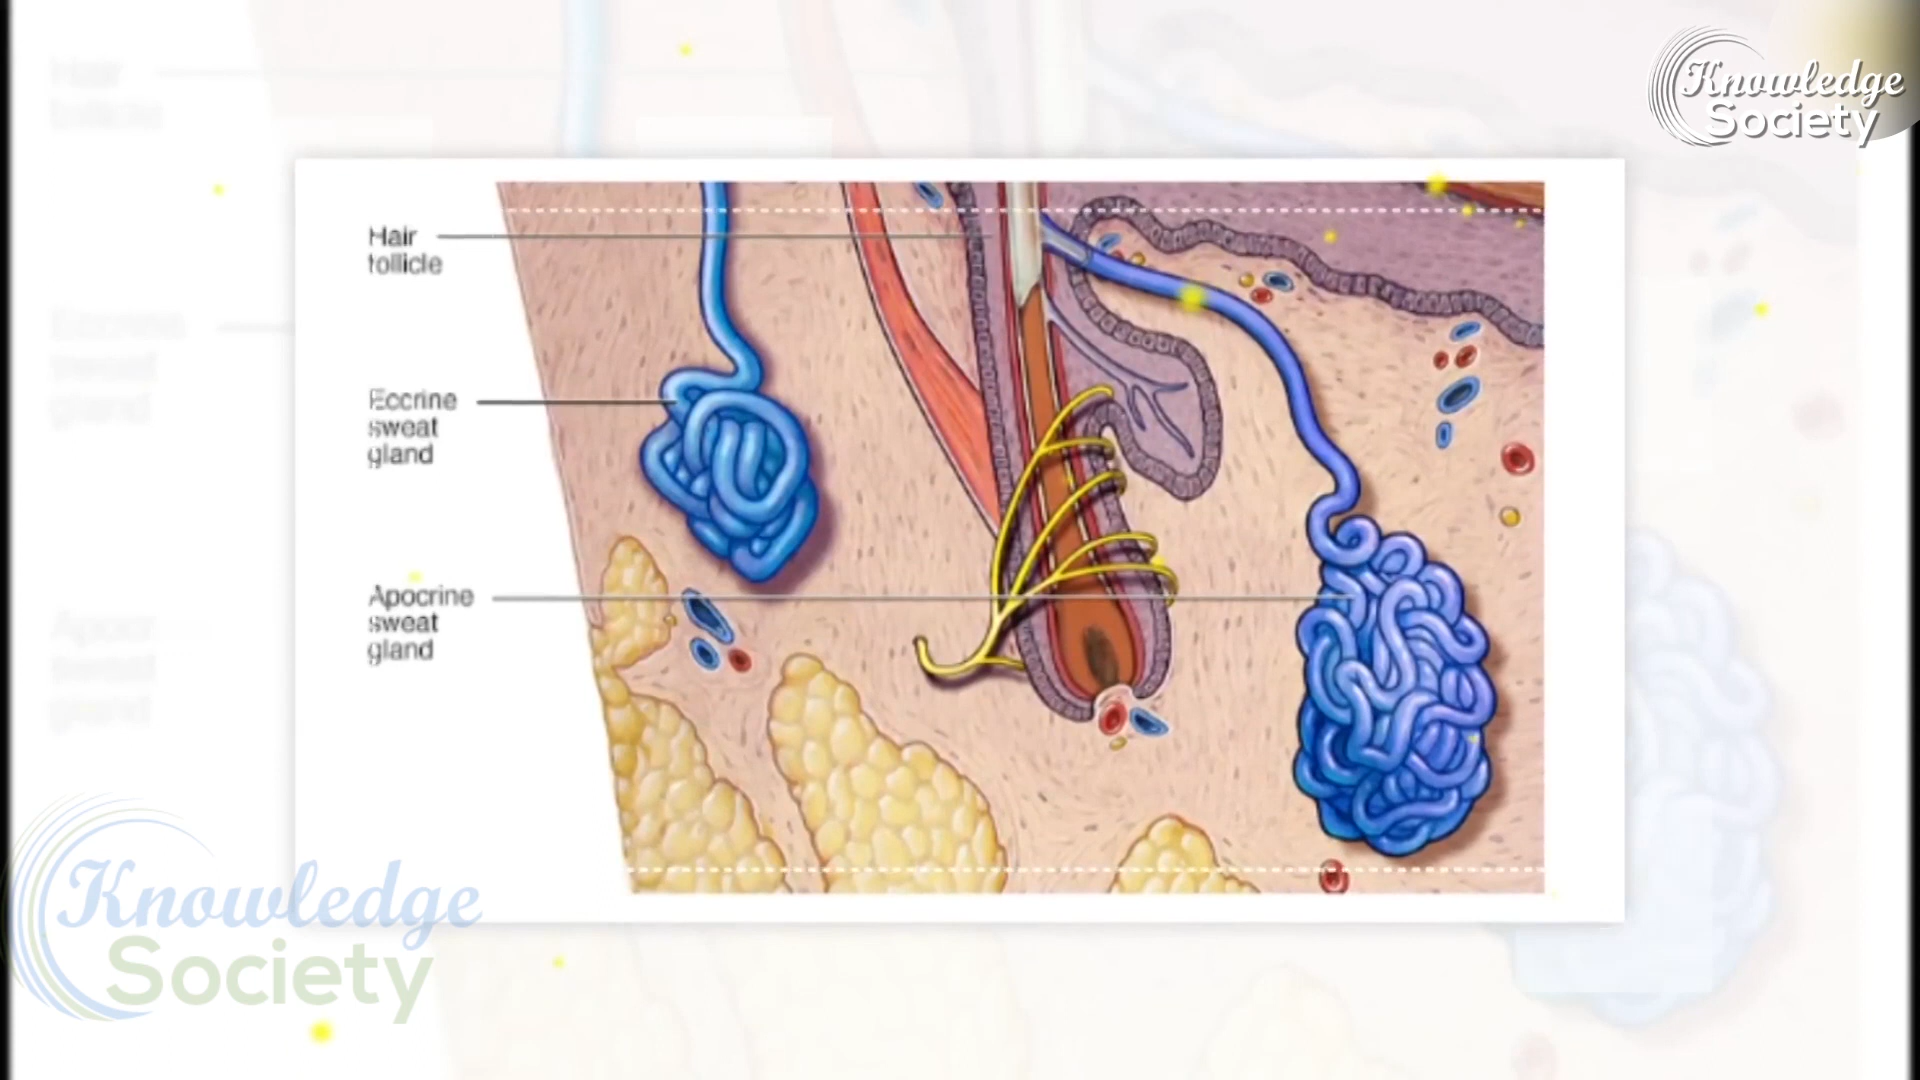 Knowledge
Society
Hair
follicle
Eccrine
sweat
gland
Apocrine
sweat
gland
Knowledge
Society